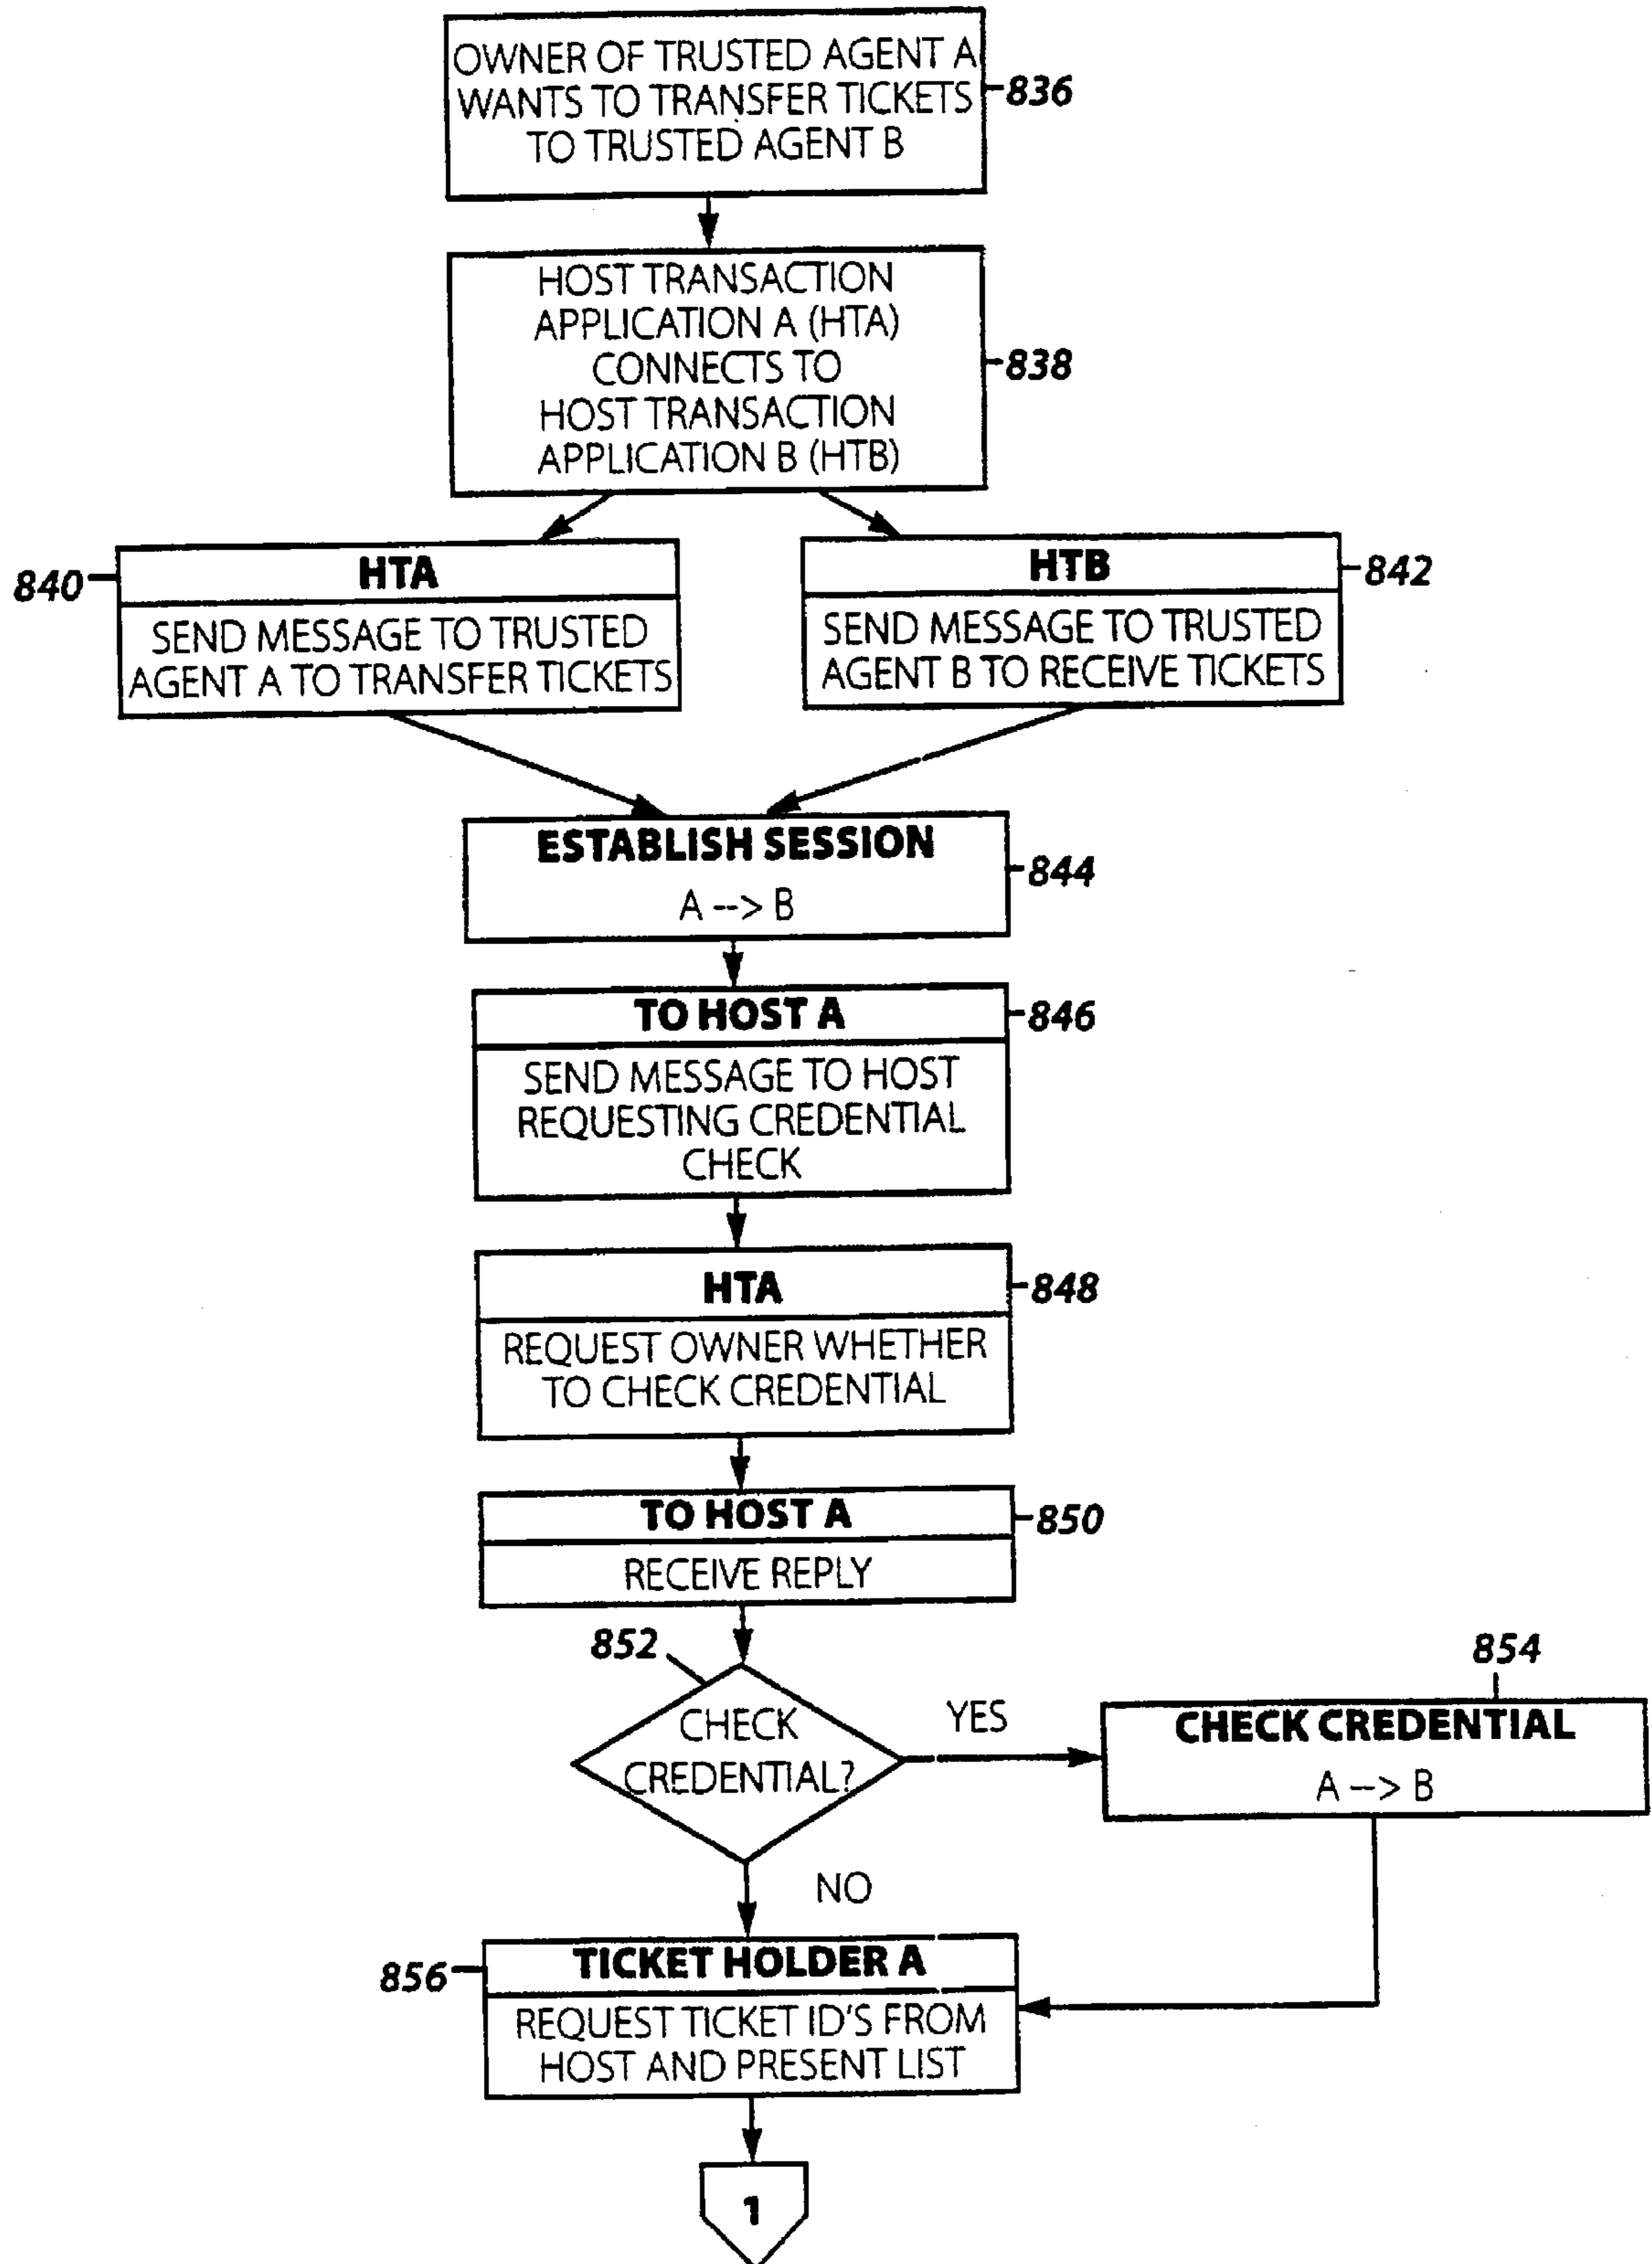 OWNER OF TRUSTED AGENT A
WANTS TO TRANSFER TICKETS
TO TRUSTED AGENT B
836
HOST TRANSACTION
APPLICATION A (HTA)
CONNECTS TO
HOST TRANSACTION
APPLICATION B (HTB)
838
840
HTA
SEND MESSAGE TO TRUSTED
AGENT A TO TRANSFER TICKETS
HTB
842
SEND MESSAGE TO TRUSTED
AGENT B TO RECEIVE TICKETS
ESTABLISH SESSION
A --> B
844
TO HOST A
846
SEND MESSAGE TO HOST
REQUESTING CREDENTIAL
CHECK
HTA
848
REQUEST OWNER WHETHER
TO CHECK CREDENTIAL
TO HOST A
850
RECEIVE REPLY
852
CHECK
CREDENTIAL?
YES
854
CHECK CREDENTIAL
A --> B
NO
856
TICKET HOLDER A
REQUEST TICKET ID'S FROM
HOST AND PRESENT LIST
1